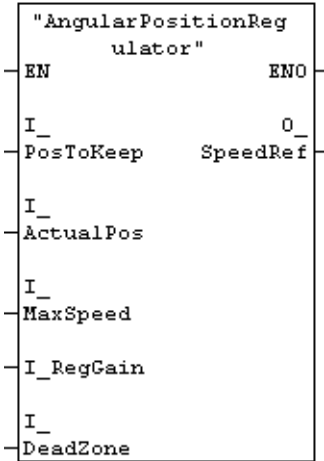 "AngularPositionReg
ulator"
EN ENO
I_ O_
PosToKeep SpeedRef
I_
ActualPos
I_
MaxSpeed
I_RegGain
I_
DeadZone